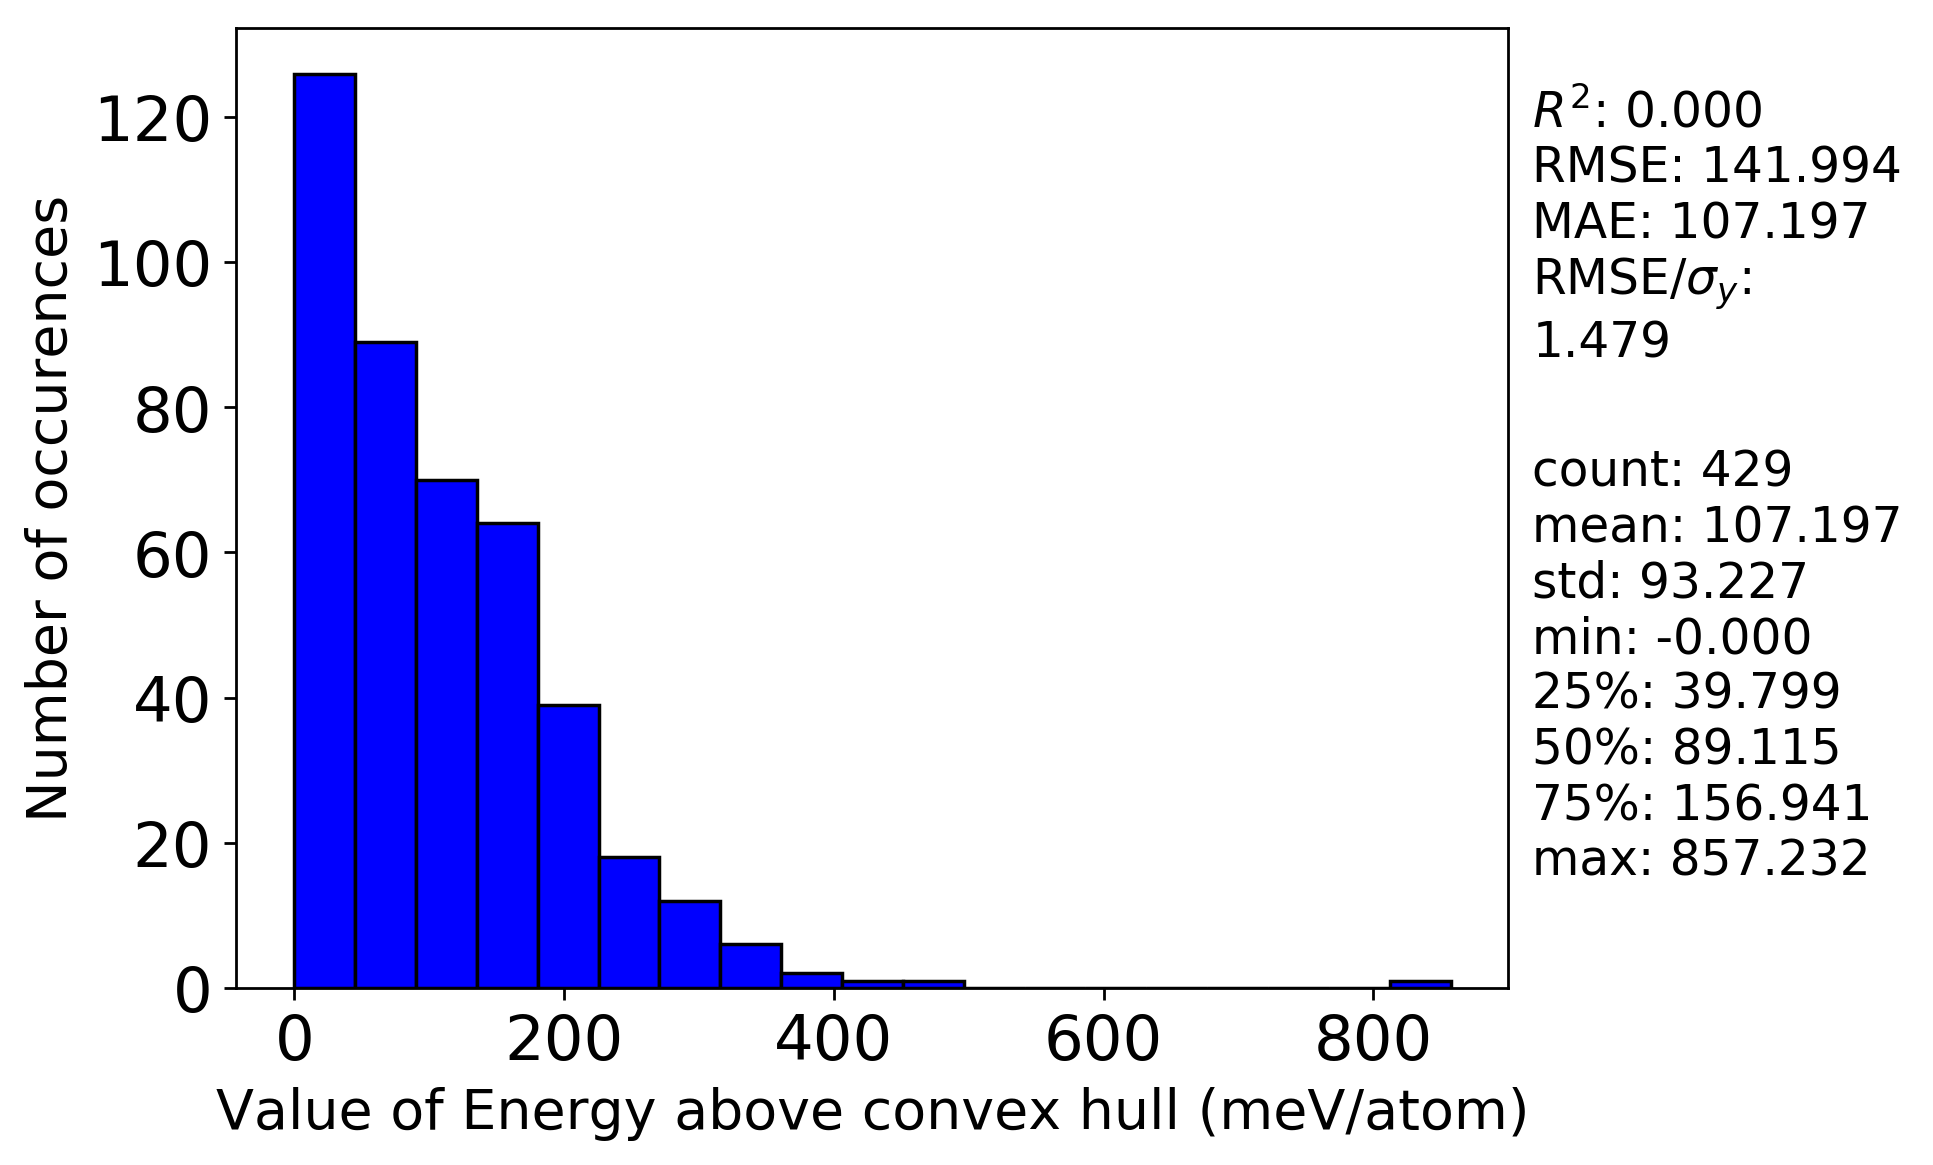 120
100
80
60
40
20
0
Number of occurences
0 200 400 600 800
Value of Energy above convex hull (meV/atom)
R²: 0.000
RMSE: 141.994
MAE: 107.197
RMSE/σy:
1.479
count: 429
mean: 107.197
std: 93.227
min: -0.000
25%: 39.799
50%: 89.115
75%: 156.941
max: 857.232